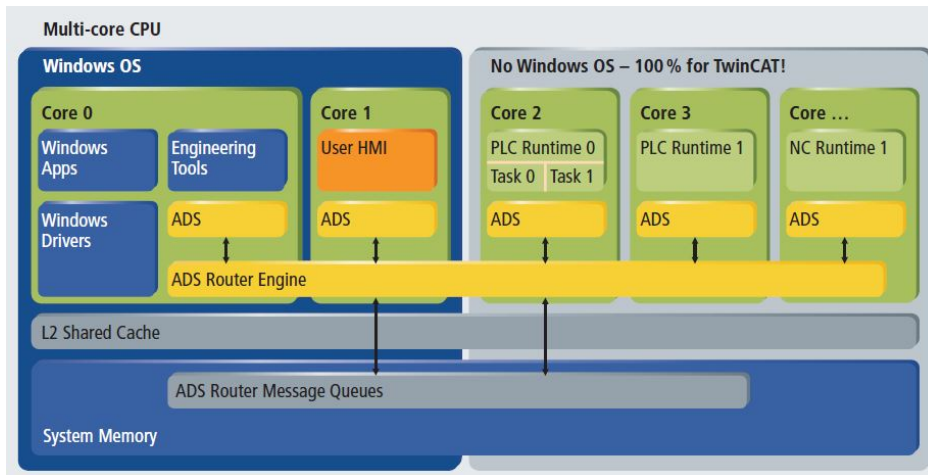 Multi-core CPU
Windows OS
No Windows OS – 100 % for TwinCAT!
Core 0
Windows
Apps
Engineering
Tools
Windows
Drivers
ADS
Core 1
User HMI
ADS
Core 2
PLC Runtime 0
Task 0
Task 1
ADS
Core 3
PLC Runtime 1
ADS
Core …
NC Runtime 1
ADS
ADS Router Engine
L2 Shared Cache
ADS Router Message Queues
System Memory